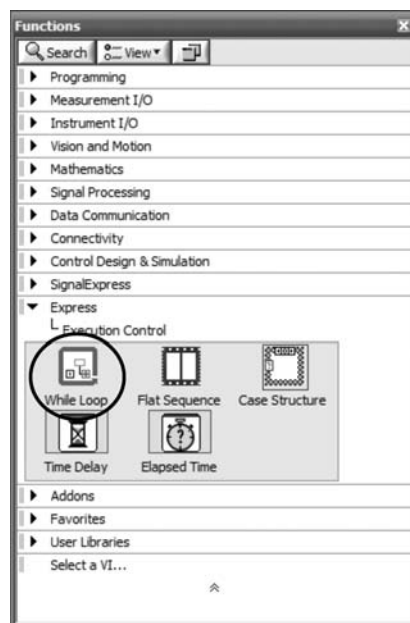 Functions
Search View
Programming
Measurement I/O
Instrument I/O
Vision and Motion
Mathematics
Signal Processing
Data Communication
Connectivity
Control Design & Simulation
SignalExpress
Express
Execution Control
While Loop Flat Sequence Case Structure
Time Delay Elapsed Time
Addons
Favorites
User Libraries
Select a VI...